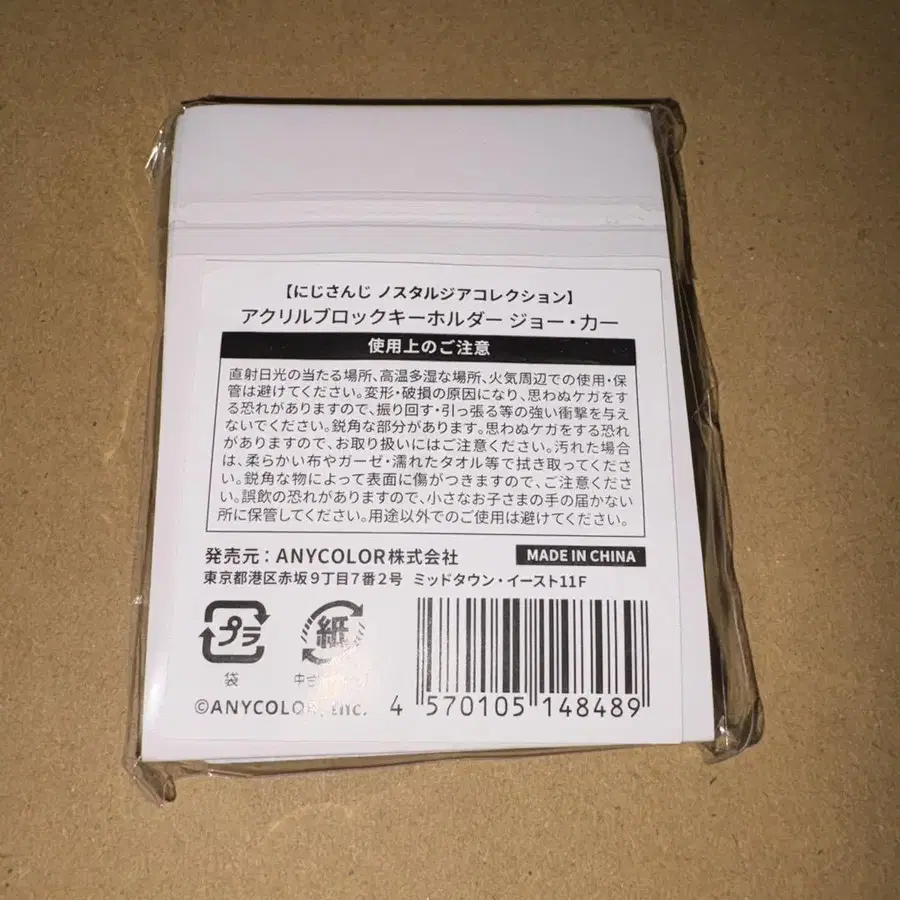 【にじさんじ ノスタルジアコレクション】
アクリルブロックキーホルダー ジョー・力一
使用上のご注意
直射日光の当たる場所、高温多湿な場所、火気周辺での使用・保
管は避けてください。変形・破損の原因になり、思わぬケガをす
る恐れがありますので、振り回す・引っ張る等の強い衝撃を与え
ないでください。鋭角な部分があります。思わぬケガをする恐れ
がありますので、お取り扱いにはご注意ください。汚れた場合
は、柔らかい布やガーゼ・濡れたタオル等で拭き取ってくださ
い。鋭角な物によって表面に傷がつきますので、ご注意くださ
い。誤飲の恐れがありますので、小さなお子さまの手の届かない
所に保管してください。用途以外でのご使用は避けてください。
発売元:ANYCOLOR株式会社 MADE IN CHINA
東京都港区赤坂9丁目7番2号 ミッドタウン・イースト11F
プラ 紙
袋
©ANYCOLOR, Inc. 4 570105 148489